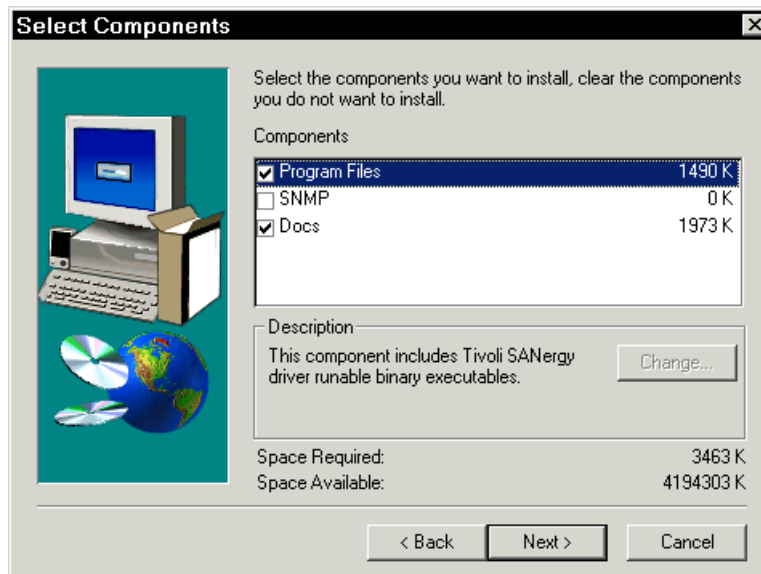 Select Components
Select the components you want to install, clear the components
you do not want to install.
Components
Program Files 1490 K
SNMP 0 K
Docs 1973 K
Description
This component includes Tivoli SANergy
driver runable binary executables.
Change...
Space Required: 3463 K
Space Available: 4194303 K
< Back Next > Cancel